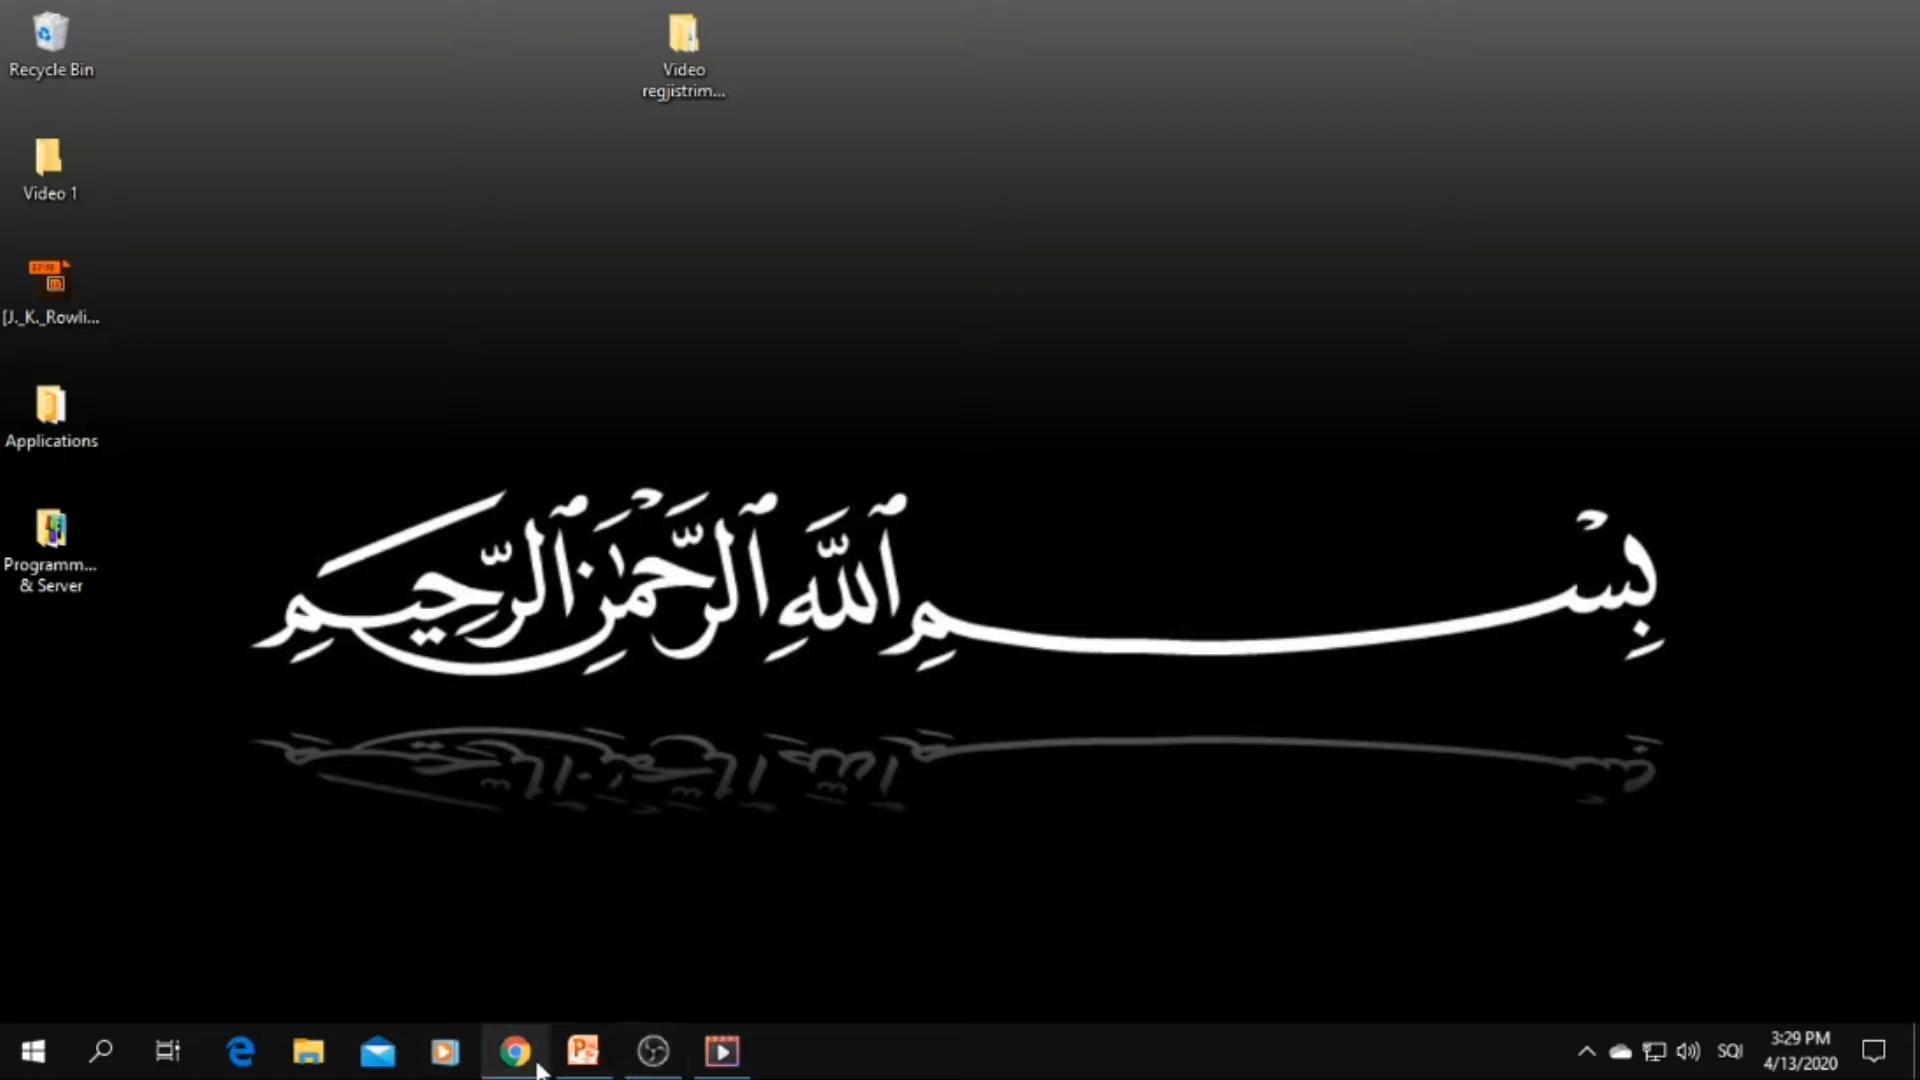 Recycle Bin
Video
regjistrim...
Video 1
[J._K._Rowli...
Applications
Programm...
& Server
بِسْمِ ٱللَّهِ ٱلرَّحْمَٰنِ ٱلرَّحِيمِ
SQI
3:29 PM
4/13/2020